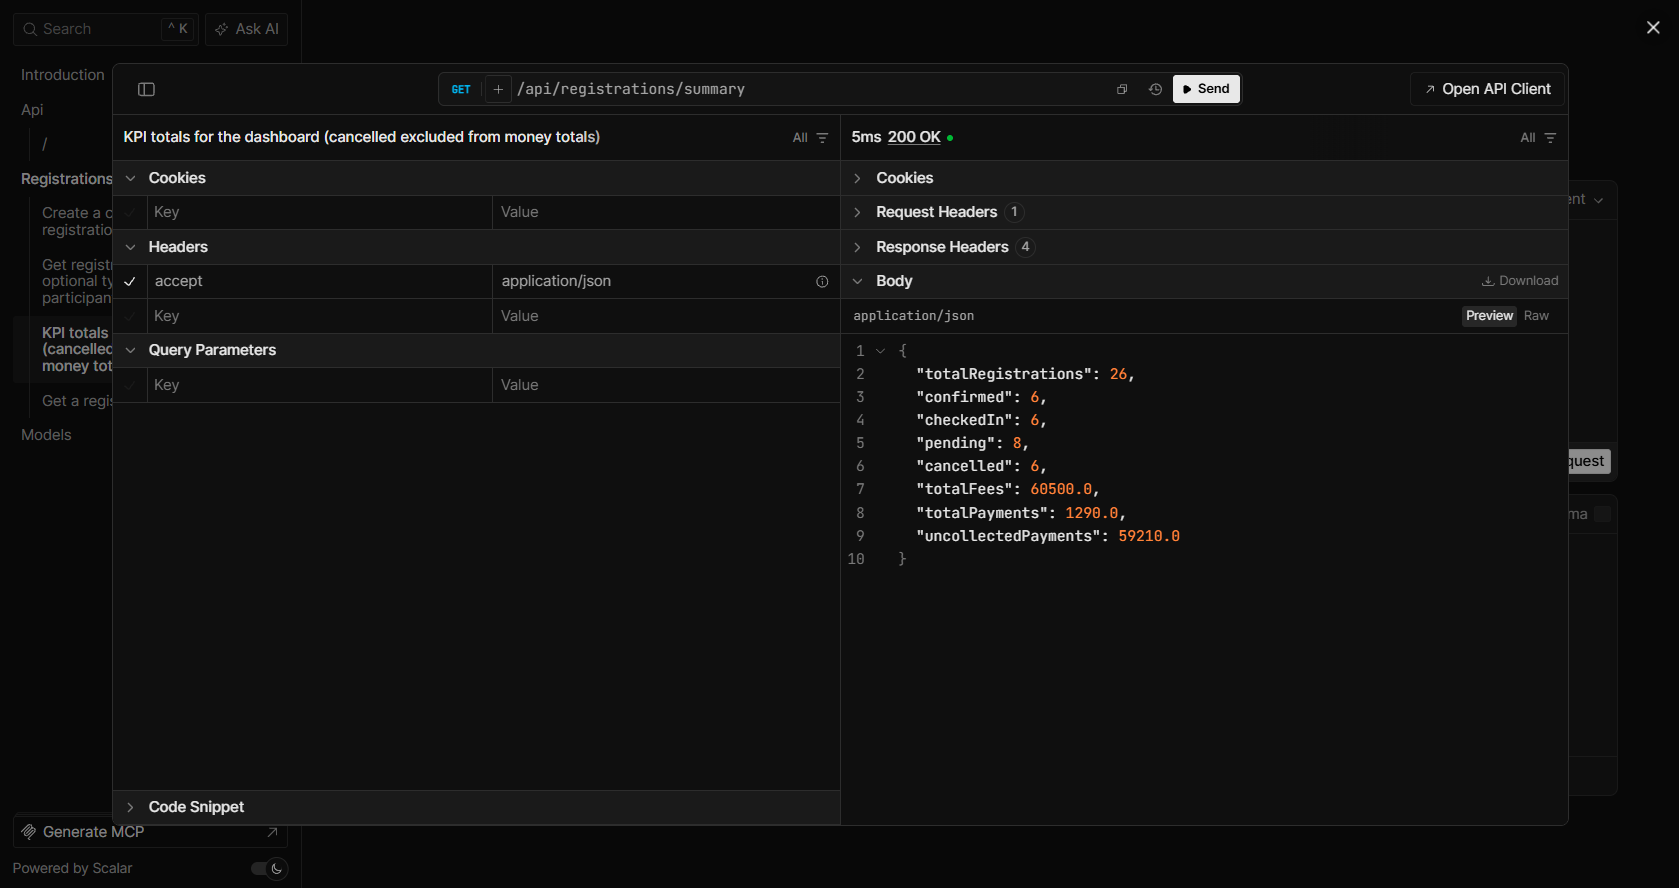 Search
^ K
Ask AI
Introduction
Api
/
Registrations
Create a c
registratio
Get regist
optional ty
participan
KPI totals
(cancelled
money tot
Get a regis
Models
Generate MCP
Powered by Scalar
GET
+
/api/registrations/summary
Send
Open API Client
KPI totals for the dashboard (cancelled excluded from money totals)
All
Cookies
Key
Value
Headers
accept
application/json
Key
Value
Query Parameters
Key
Value
Code Snippet
5ms 200 OK
All
Cookies
Request Headers 1
Response Headers 4
Body
Download
application/json
Preview
Raw
1 {
2 "totalRegistrations": 26,
3 "confirmed": 6,
4 "checkedIn": 6,
5 "pending": 8,
6 "cancelled": 6,
7 "totalFees": 60500.0,
8 "totalPayments": 1290.0,
9 "uncollectedPayments": 59210.0
10 }
ent
quest
ma